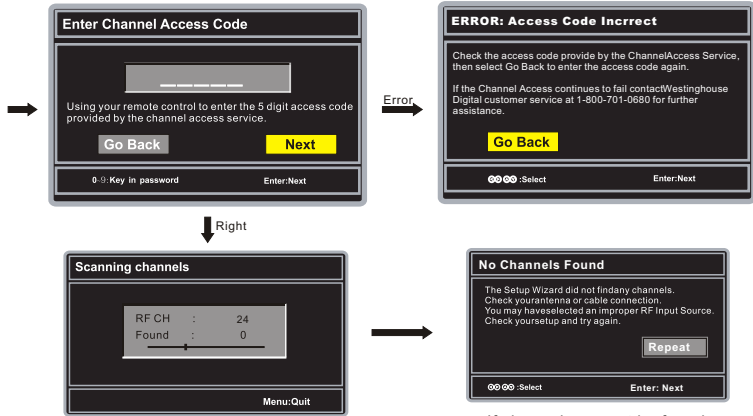 Enter Channel Access Code
_ _ _ _ _
Using your remote control to enter the 5 digit access code
provided by the channel access service.
Go Back
Next
0-9:Key in password
Enter:Next
Error
ERROR: Access Code Incrrect
Check the access code provide by the ChannelAccess Service,
then select Go Back to enter the access code again.
If the Channel Access continues to fail contactWestinghouse
Digital customer service at 1-800-701-0680 for further
assistance.
Go Back
:Select
Enter:Next
Right
Scanning channels
RF CH : 24
Found : 0
Menu:Quit
No Channels Found
The Setup Wizard did not findany channels.
Check yourantenna or cable connection.
You may haveselected an improper RF Input Source.
Check yoursetup and try again.
Repeat
:Select
Enter: Next